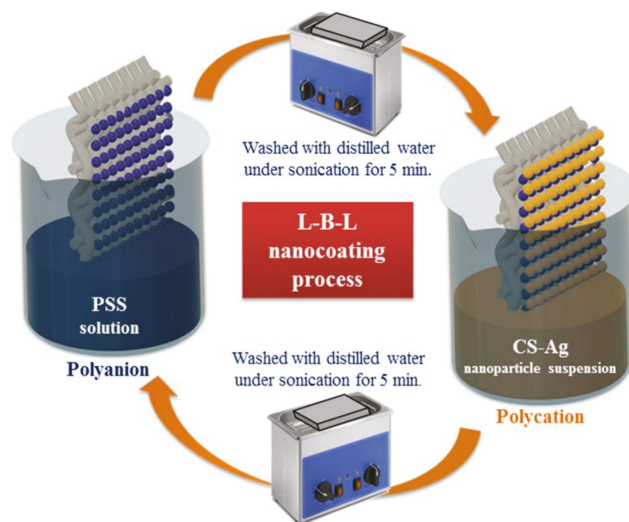 Washed with distilled water
under sonication for 5 min.
L-B-L
nanocoating
process
PSS
solution
Polyanion
CS-Ag
nanoparticle suspension
Polycation
Washed with distilled water
under sonication for 5 min.